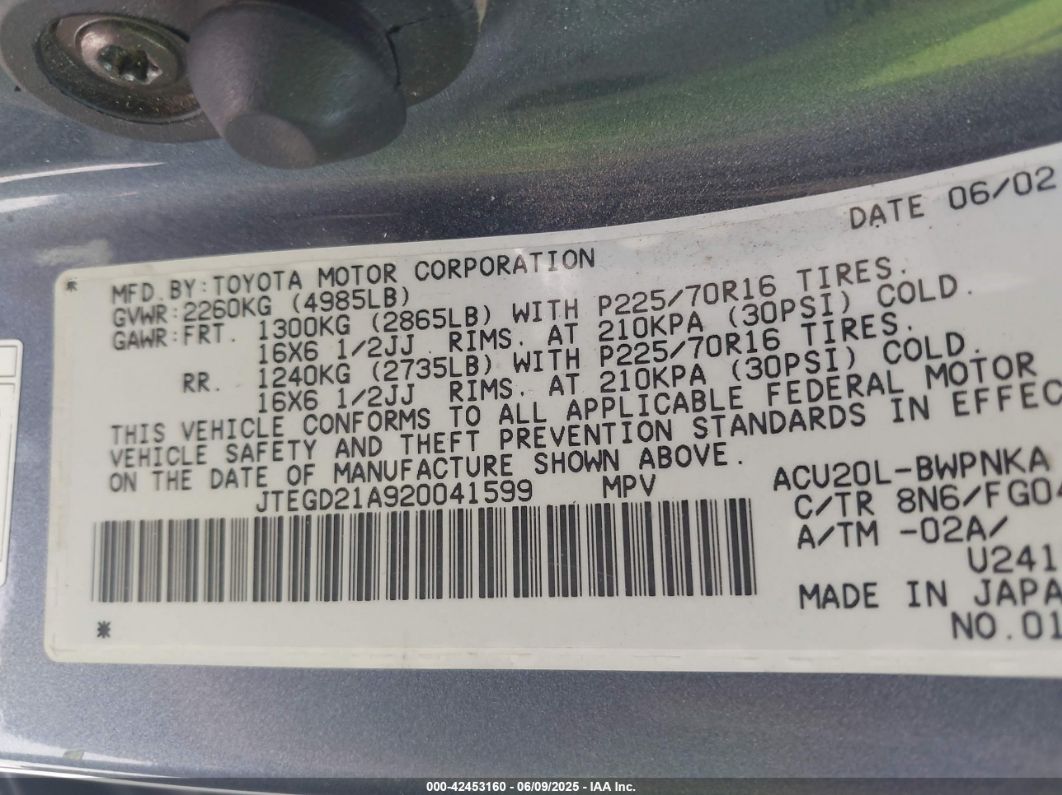 DATE 06/02
* MFD. BY: TOYOTA MOTOR CORPORATION
GVWR: 2260KG (4985LB)
GAWR: FRT. 1300KG (2865LB) WITH P225/70R16 TIRES.
16X6 1/2JJ RIMS. AT 210KPA (30PSI) COLD.
RR. 1240KG (2735LB) WITH P225/70R16 TIRES.
16X6 1/2JJ RIMS. AT 210KPA (30PSI) COLD.
THIS VEHICLE CONFORMS TO ALL APPLICABLE FEDERAL MOTOR
VEHICLE SAFETY AND THEFT PREVENTION STANDARDS IN EFFEC
ON THE DATE OF MANUFACTURE SHOWN ABOVE.
JTEGD21A920041599 MPV
ACU20L-BWPNKA
C/TR 8N6/FG04
A/TM -02A/
U241
MADE IN JAPA
NO.01
*
000-42453160 - 06/09/2025 - IAA Inc.